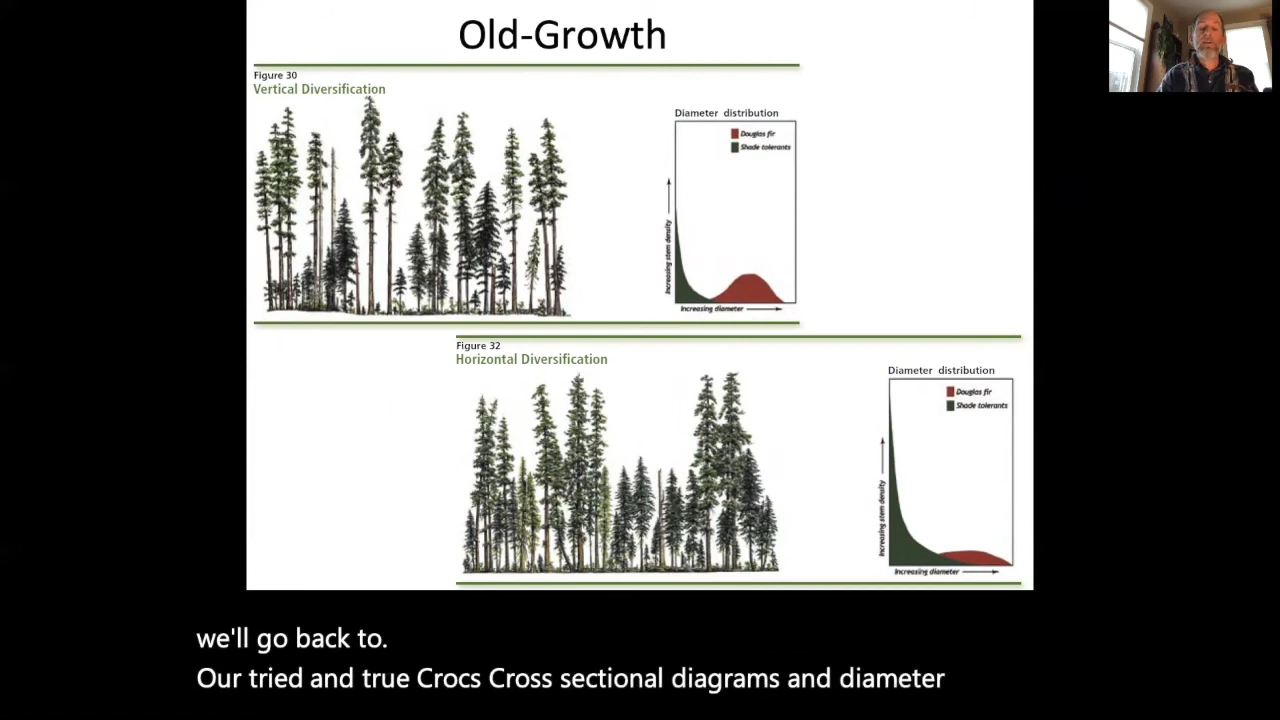 Old-Growth
Figure 30
Vertical Diversification
Diameter distribution
Douglas fir
Shade tolerants
Increasing stem density
Increasing diameter
Figure 32
Horizontal Diversification
Diameter distribution
Douglas fir
Shade tolerants
Increasing stem density
Increasing diameter
we'll go back to.
Our tried and true Crocs Cross sectional diagrams and diameter